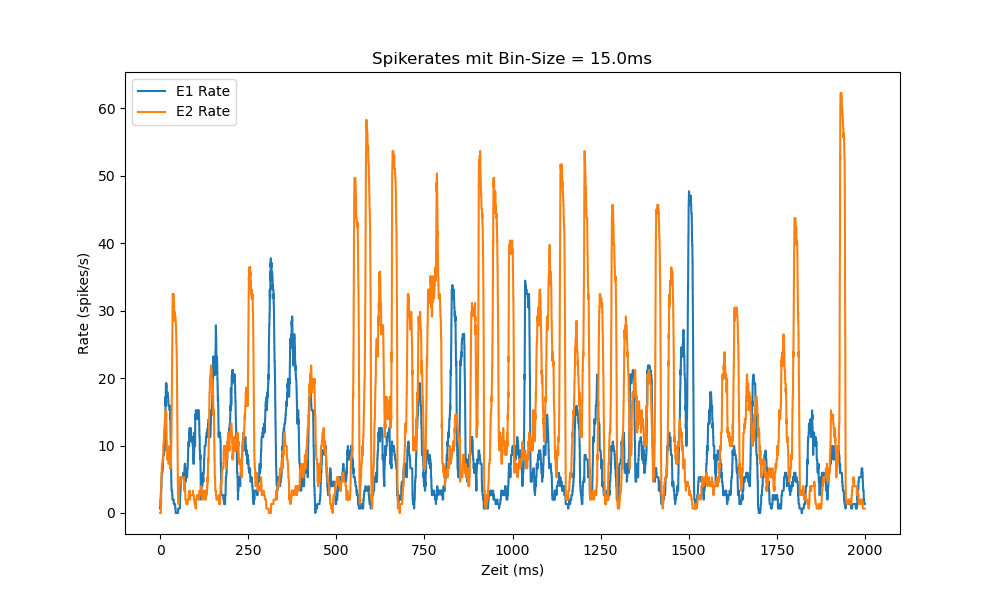 Spikerates mit Bin-Size = 15.0ms
E1 Rate
E2 Rate
60
50
40
30
20
10
0
Rate (spikes/s)
0 250 500 750 1000 1250 1500 1750 2000
Zeit (ms)